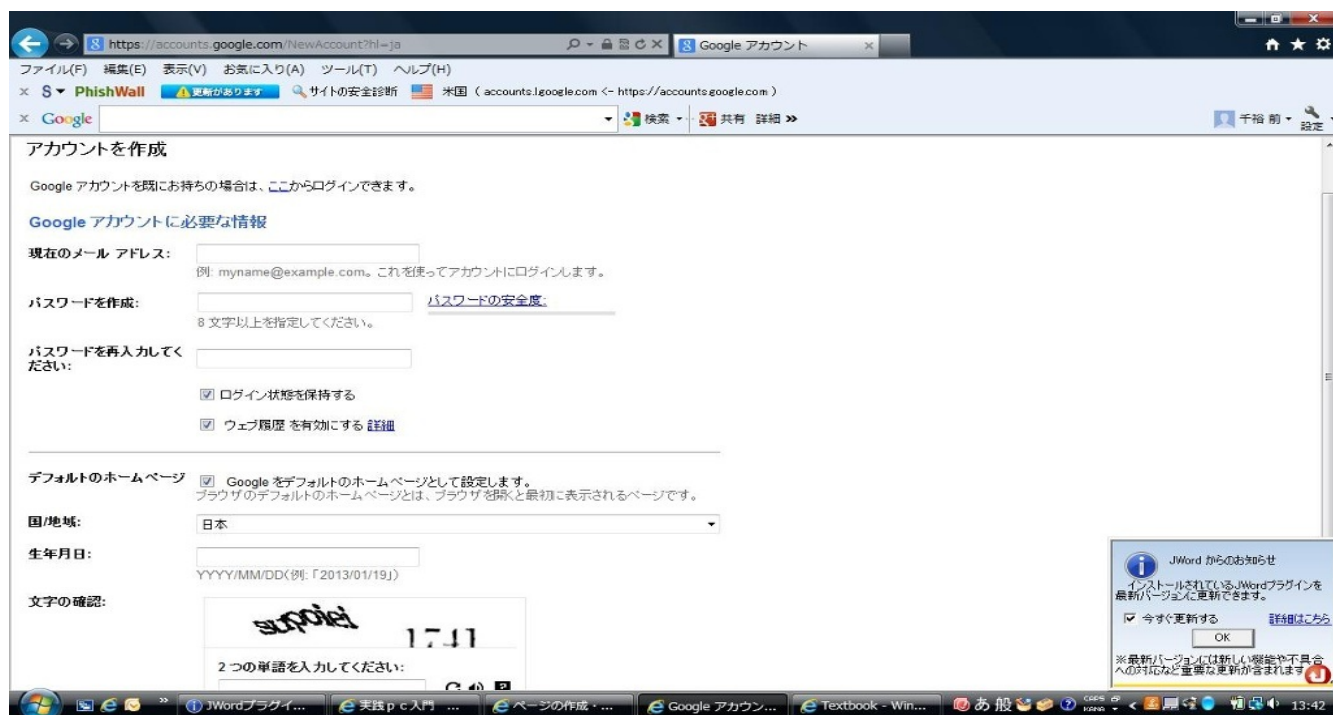 https://accounts.google.com/NewAccount?hl=ja
Google アカウント
ファイル(F) 編集(E) 表示(V) お気に入り(A) ツール(T) ヘルプ(H)
PhishWall 更新があります サイトの安全診断 米国 ( accounts.l.google.com <- https://accounts.google.com )
Google 検索 共有 詳細 >> 千裕 前 設定
アカウントを作成
Google アカウントを既にお持ちの場合は、ここからログインできます。
Google アカウントに必要な情報
現在のメール アドレス:
例: myname@example.com。これを使ってアカウントにログインします。
パスワードを作成: パスワードの安全度:
8 文字以上を指定してください。
パスワードを再入力してく
ださい:
ログイン状態を保持する
ウェブ履歴 を有効にする 詳細
デフォルトのホームページ Google をデフォルトのホームページとして設定します。
ブラウザのデフォルトのホームページとは、ブラウザを開くと最初に表示されるページです。
国/地域: 日本
生年月日:
YYYY/MM/DD(例:「2013/01/19」)
文字の確認:
1741
2 つの単語を入力してください:
JWord からのお知らせ
インストールされているJWordプラグインを
最新バージョンに更新できます。
今すぐ更新する 詳細はこちら
OK
※最新バージョンには新しい機能や不具合
への対応など重要な更新が含まれます
JWordプラグイ... 実践pc入門 ... ページの作成・... Google アカウン... Textbook - Win... あ 般 CAPS KANA 13:42